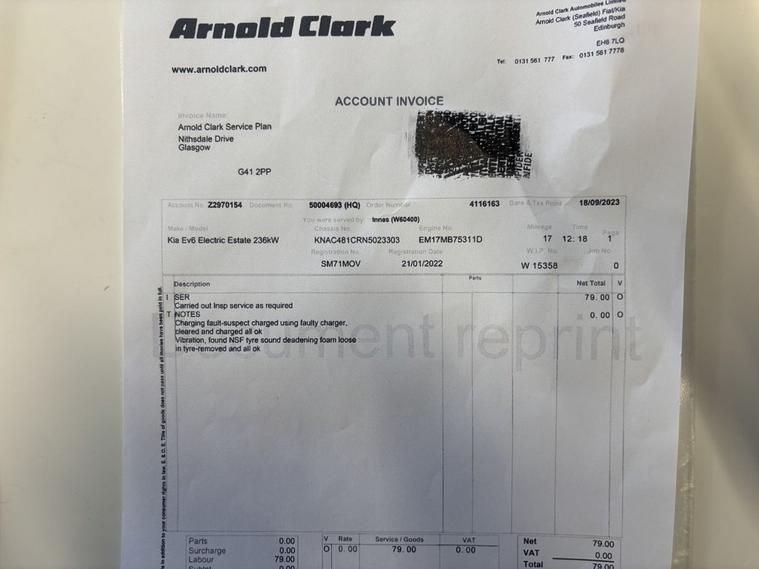 Arnold Clark
Arnold Clark Automobiles Limited
Arnold Clark (Seafield) Fiat/Kia
50 Seafield Road
Edinburgh
EH6 7LQ
Tel: 0131 561 777 Fax: 0131 561 7778
www.arnoldclark.com
ACCOUNT INVOICE
Invoice Name:
Arnold Clark Service Plan
Nithsdale Drive
Glasgow
G41 2PP
Account No. Z2970154 Document No. 50004693 (HQ) Order Number 4116163 Date & Tax Point 18/09/2023
You were served by Innes (W60400)
Make / Model Chassis No. Engine No. Mileage Time Page
Kia Ev6 Electric Estate 236kW KNAC481CRN5023303 EM17MB75311D 17 12: 18 1
Registration No. Registration Date W.I.P. No.
SM71MOV 21/01/2022 W 15358 0
Description Parts Net Total V
I SER 79. 00 O
Carried out Insp service as required
T NOTES 0. 00 O
Charging fault-suspect charged using faulty charger,
cleared and charged all ok
Vibration, found NSF tyre sound deadening foam loose
in tyre-removed and all ok
Document reprint
Parts 0.00
Surcharge 0.00
Labour 79.00
V Rate Service / Goods VAT
O 0. 00 79. 00 0. 00
Net 79.00
VAT 0.00
Total 79.00